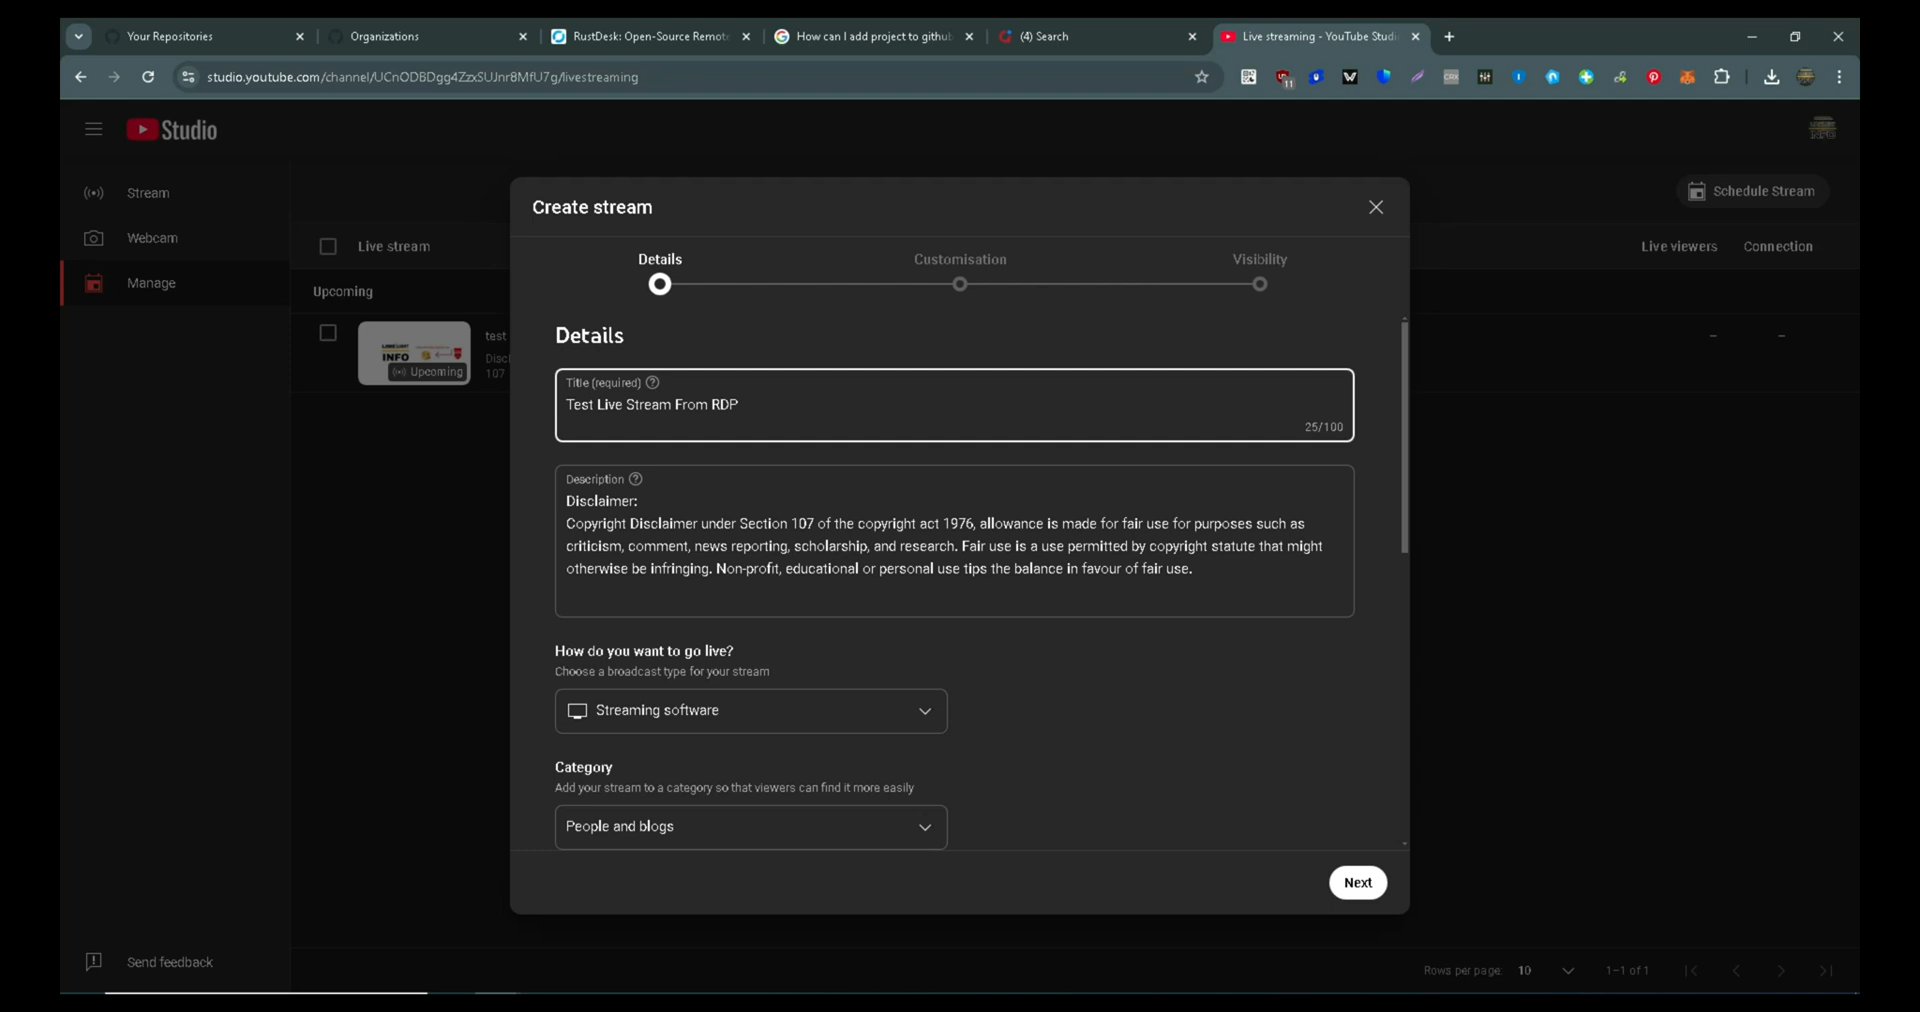 Your Repositories
Organizations
RustDesk: Open-Source Remote
How can I add project to github
(4) Search
Live streaming - YouTube Studio
studio.youtube.com/channel/UCnODBDgg4ZzxSUJnr8MfU7g/livestreaming
11
Studio
Stream
Webcam
Manage
Schedule Stream
Live stream
Live viewers
Connection
Upcoming
test
Discl
107
INFO
Upcoming
Create stream
Details
Customisation
Visibility
Details
Title (required)
Test Live Stream From RDP
25/100
Description
Disclaimer:
Copyright Disclaimer under Section 107 of the copyright act 1976, allowance is made for fair use for purposes such as
criticism, comment, news reporting, scholarship, and research. Fair use is a use permitted by copyright statute that might
otherwise be infringing. Non-profit, educational or personal use tips the balance in favour of fair use.
How do you want to go live?
Choose a broadcast type for your stream
Streaming software
Category
Add your stream to a category so that viewers can find it more easily
People and blogs
Next
Send feedback
Rows per page: 10
1–1 of 1